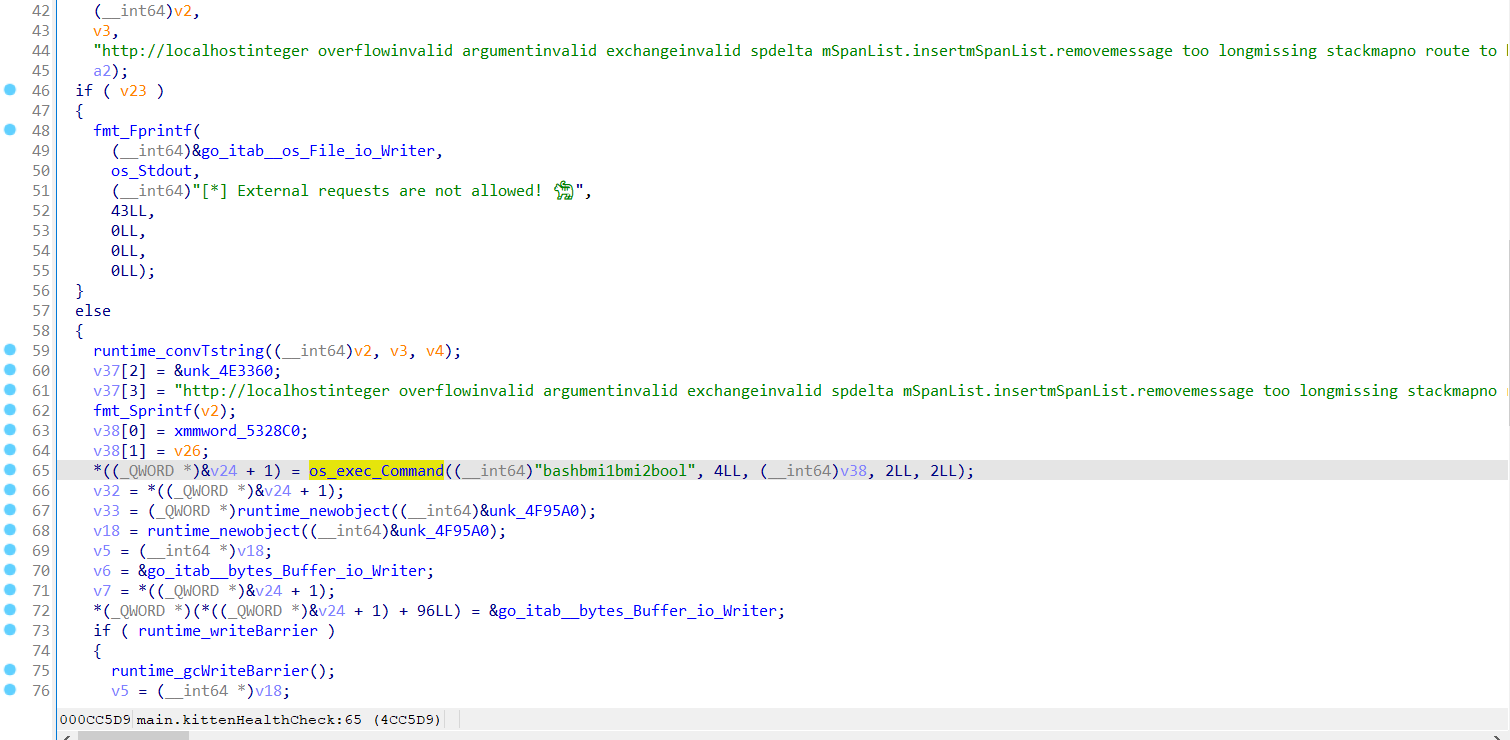 42 (__int64)v2,
43 v3,
44 "http://localhostinteger overflowinvalid argumentinvalid exchangeinvalid spdelta mSpanList.insertmSpanList.removemessage too longmissing stackmapno route to
45 a2);
46 if ( v23 )
47 {
48 fmt_Fprintf(
49 (__int64)&go_itab__os_File_io_Writer,
50 os_Stdout,
51 (__int64)"[*] External requests are not allowed! 🐈",
52 43LL,
53 0LL,
54 0LL,
55 0LL);
56 }
57 else
58 {
59 runtime_convTstring((__int64)v2, v3, v4);
60 v37[2] = &unk_4E3360;
61 v37[3] = "http://localhostinteger overflowinvalid argumentinvalid exchangeinvalid spdelta mSpanList.insertmSpanList.removemessage too longmissing stackmapno
62 fmt_Sprintf(v2);
63 v38[0] = xmmword_5328C0;
64 v38[1] = v26;
65 *((_QWORD *)&v24 + 1) = os_exec_Command((__int64)"bashbmi1bmi2bool", 4LL, (__int64)v38, 2LL, 2LL);
66 v32 = *((_QWORD *)&v24 + 1);
67 v33 = (_QWORD *)runtime_newobject((__int64)&unk_4F95A0);
68 v18 = runtime_newobject((__int64)&unk_4F95A0);
69 v5 = (__int64 *)v18;
70 v6 = &go_itab__bytes_Buffer_io_Writer;
71 v7 = *((_QWORD *)&v24 + 1);
72 *(_QWORD *)(*((_QWORD *)&v24 + 1) + 96LL) = &go_itab__bytes_Buffer_io_Writer;
73 if ( runtime_writeBarrier )
74 {
75 runtime_gcWriteBarrier();
76 v5 = (__int64 *)v18;
000CC5D9 main.kittenHealthCheck:65 (4CC5D9)